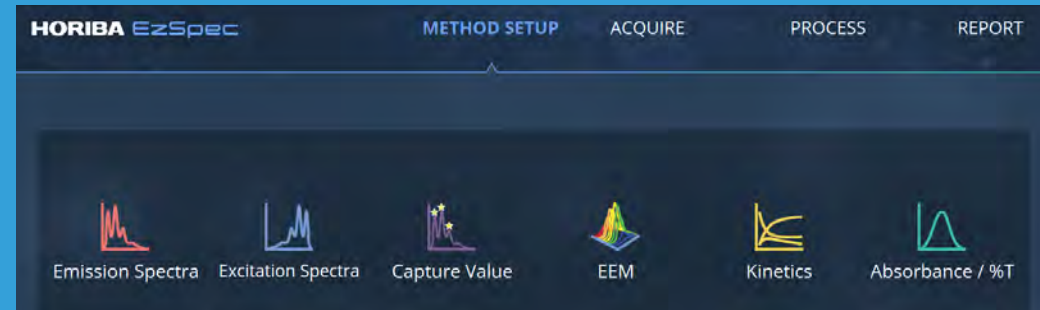 HORIBA EzSpec METHOD SETUP ACQUIRE PROCESS REPORT
Emission Spectra Excitation Spectra Capture Value EEM Kinetics Absorbance / %T